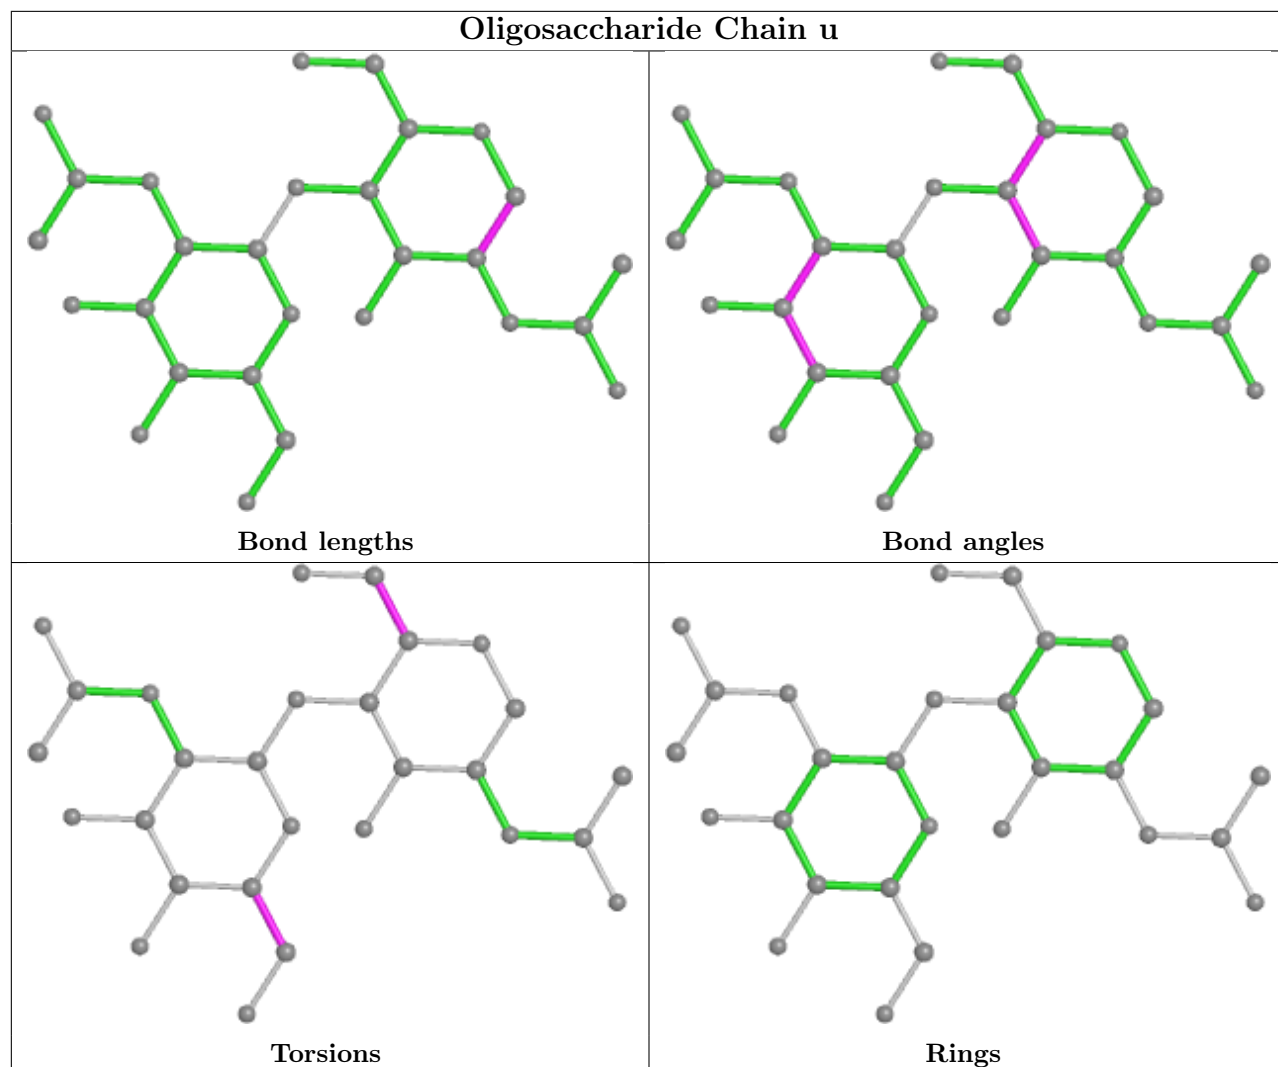 Oligosaccharide Chain u
Bond lengths
Bond angles
Torsions
Rings